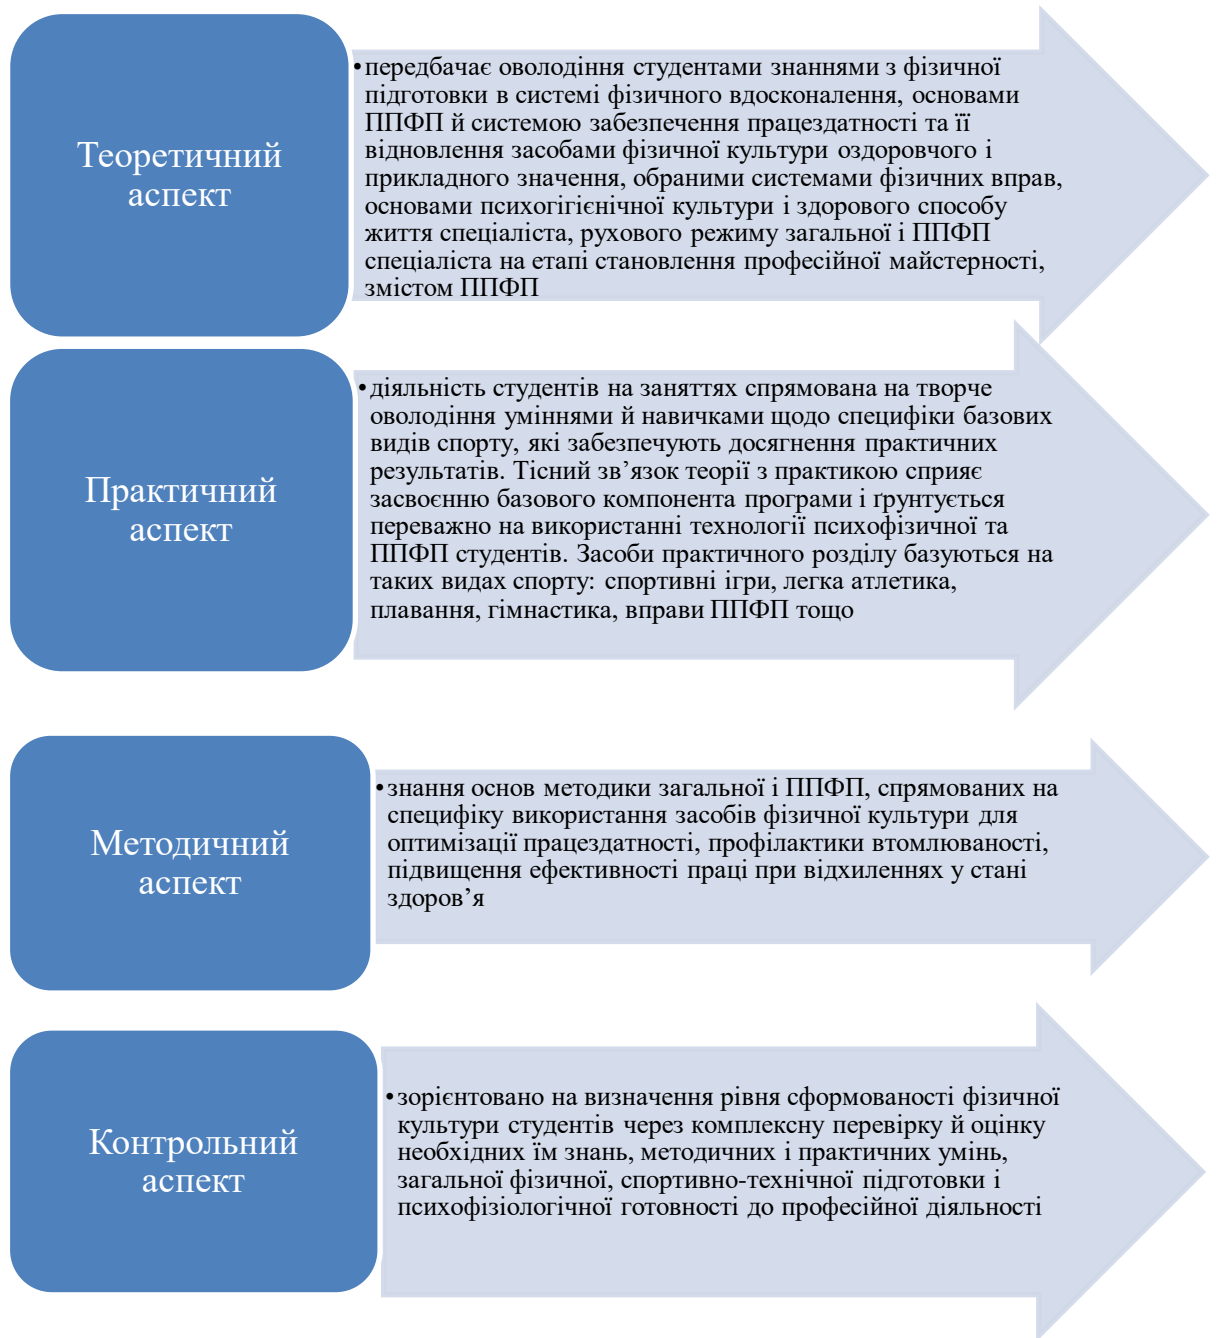 Теоретичний
аспект
•передбачає оволодіння студентами знаннями з фізичної
підготовки в системі фізичного вдосконалення, основами
ППФП й системою забезпечення працездатності та її
відновлення засобами фізичної культури оздоровчого і
прикладного значення, обраними системами фізичних вправ,
основами психогігієнічної культури і здорового способу
життя спеціаліста, рухового режиму загальної і ППФП
спеціаліста на етапі становлення професійної майстерності,
змістом ППФП
Практичний
аспект
•діяльність студентів на заняттях спрямована на творче
оволодіння уміннями й навичками щодо специфіки базових
видів спорту, які забезпечують досягнення практичних
результатів. Тісний зв’язок теорії з практикою сприяє
засвоєнню базового компонента програми і ґрунтується
переважно на використанні технології психофізичної та
ППФП студентів. Засоби практичного розділу базуються на
таких видах спорту: спортивні ігри, легка атлетика,
плавання, гімнастика, вправи ППФП тощо
Методичний
аспект
•знання основ методики загальної і ППФП, спрямованих на
специфіку використання засобів фізичної культури для
оптимізації працездатності, профілактики втомлюваності,
підвищення ефективності праці при відхиленнях у стані
здоров’я
Контрольний
аспект
•зорієнтовано на визначення рівня сформованості фізичної
культури студентів через комплексну перевірку й оцінку
необхідних їм знань, методичних і практичних умінь,
загальної фізичної, спортивно-технічної підготовки і
психофізіологічної готовності до професійної діяльності